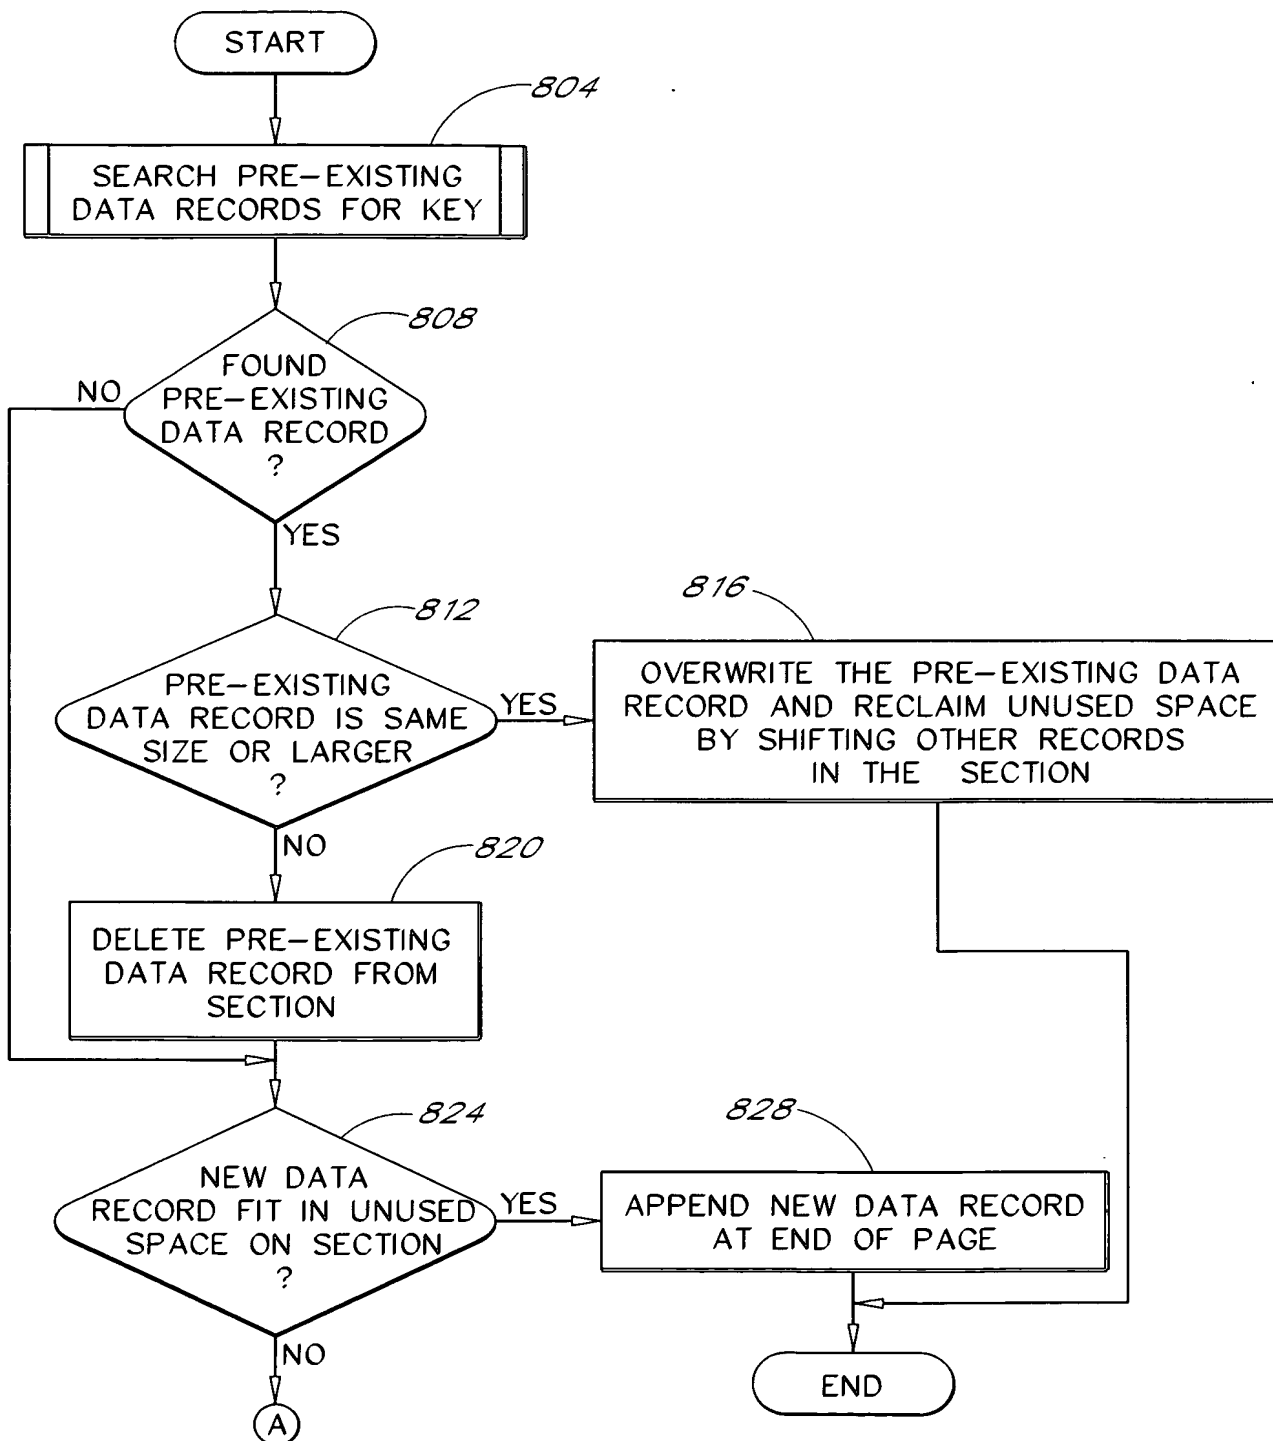 START
804
SEARCH PRE-EXISTING
DATA RECORDS FOR KEY
808
FOUND
PRE-EXISTING
DATA RECORD
?
NO
YES
812
PRE-EXISTING
DATA RECORD IS SAME
SIZE OR LARGER
?
YES
816
OVERWRITE THE PRE-EXISTING DATA
RECORD AND RECLAIM UNUSED SPACE
BY SHIFTING OTHER RECORDS
IN THE SECTION
NO
820
DELETE PRE-EXISTING
DATA RECORD FROM
SECTION
824
NEW DATA
RECORD FIT IN UNUSED
SPACE ON SECTION
?
YES
828
APPEND NEW DATA RECORD
AT END OF PAGE
NO
A
END